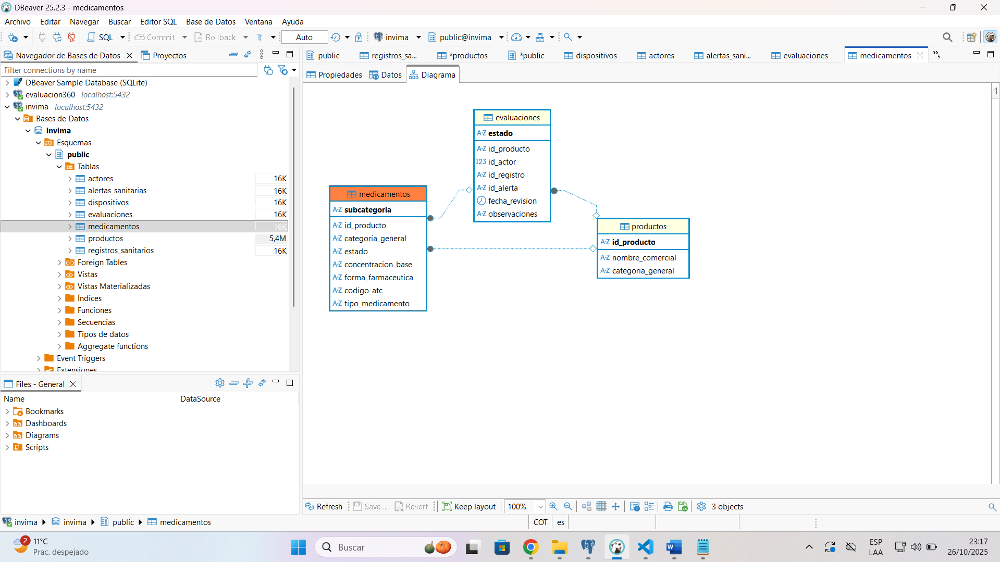 DBeaver 25.2.3 - medicamentos
Archivo Editar Navegar Buscar Editor SQL Base de Datos Ventana Ayuda
SQL Commit Rollback T Auto invima public@invima
Navegador de Bases de Datos Proyectos
public registros_sa... *productos *public dispositivos actores alertas_sani... evaluaciones medicamentos »5
Filter connections by name
Propiedades Datos Diagrama
DBeaver Sample Database (SQLite)
evaluacion360 localhost:5432
invima localhost:5432
Bases de Datos
invima
Esquemas
public
Tablas
actores 16K
alertas_sanitarias 16K
dispositivos 16K
evaluaciones 16K
medicamentos 16K
productos 5,4M
registros_sanitarios 16K
Foreign Tables
Vistas
Vistas Materializadas
Índices
Funciones
Secuencias
Tipos de datos
Aggregate functions
Event Triggers
Extensiones
evaluaciones
A-Z estado
A-Z id_producto
123 id_actor
A-Z id_registro
A-Z id_alerta
fecha_revision
A-Z observaciones
medicamentos
A-Z subcategoria
A-Z id_producto
A-Z categoria_general
A-Z estado
A-Z concentracion_base
A-Z forma_farmaceutica
A-Z codigo_atc
A-Z tipo_medicamento
productos
A-Z id_producto
A-Z nombre_comercial
A-Z categoria_general
Files - General
Name DataSource
Bookmarks
Dashboards
Diagrams
Scripts
Refresh Save ... Revert Keep layout 100% 3 objects
invima invima public medicamentos
COT es
2 11°C
Prac. despejado
Buscar
ESP
LAA
23:17
26/10/2025